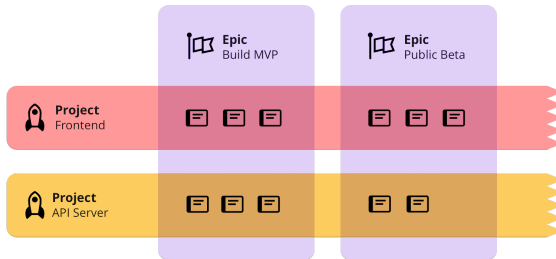 Epic
Build MVP
Epic
Public Beta
Project
Frontend
Project
API Server